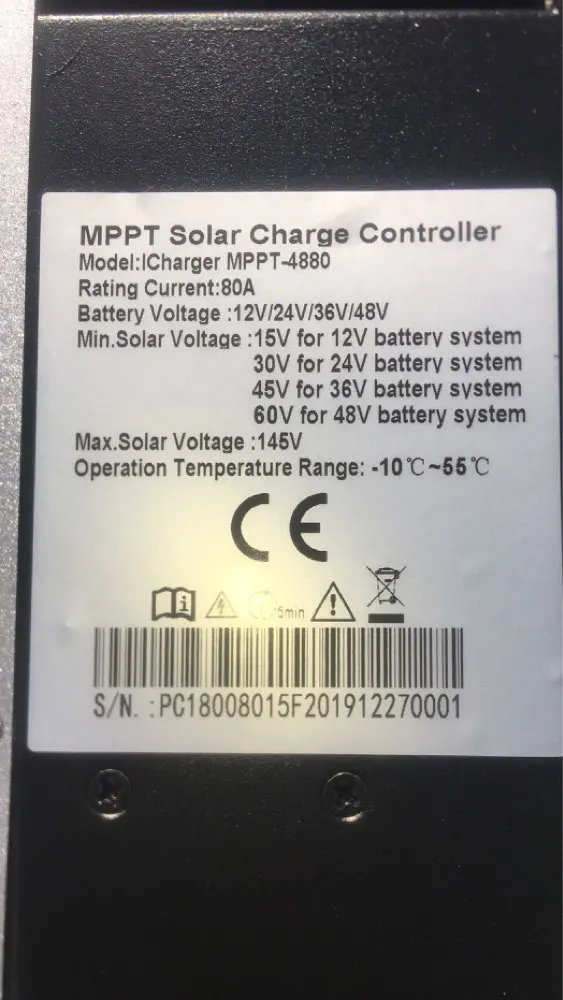 MPPT Solar Charge Controller
Model:ICharger MPPT-4880
Rating Current:80A
Battery Voltage :12V/24V/36V/48V
Min.Solar Voltage :15V for 12V battery system
30V for 24V battery system
45V for 36V battery system
60V for 48V battery system
Max.Solar Voltage :145V
Operation Temperature Range: -10℃~55℃
CE
5min
S/N. :PC18008015F201912270001